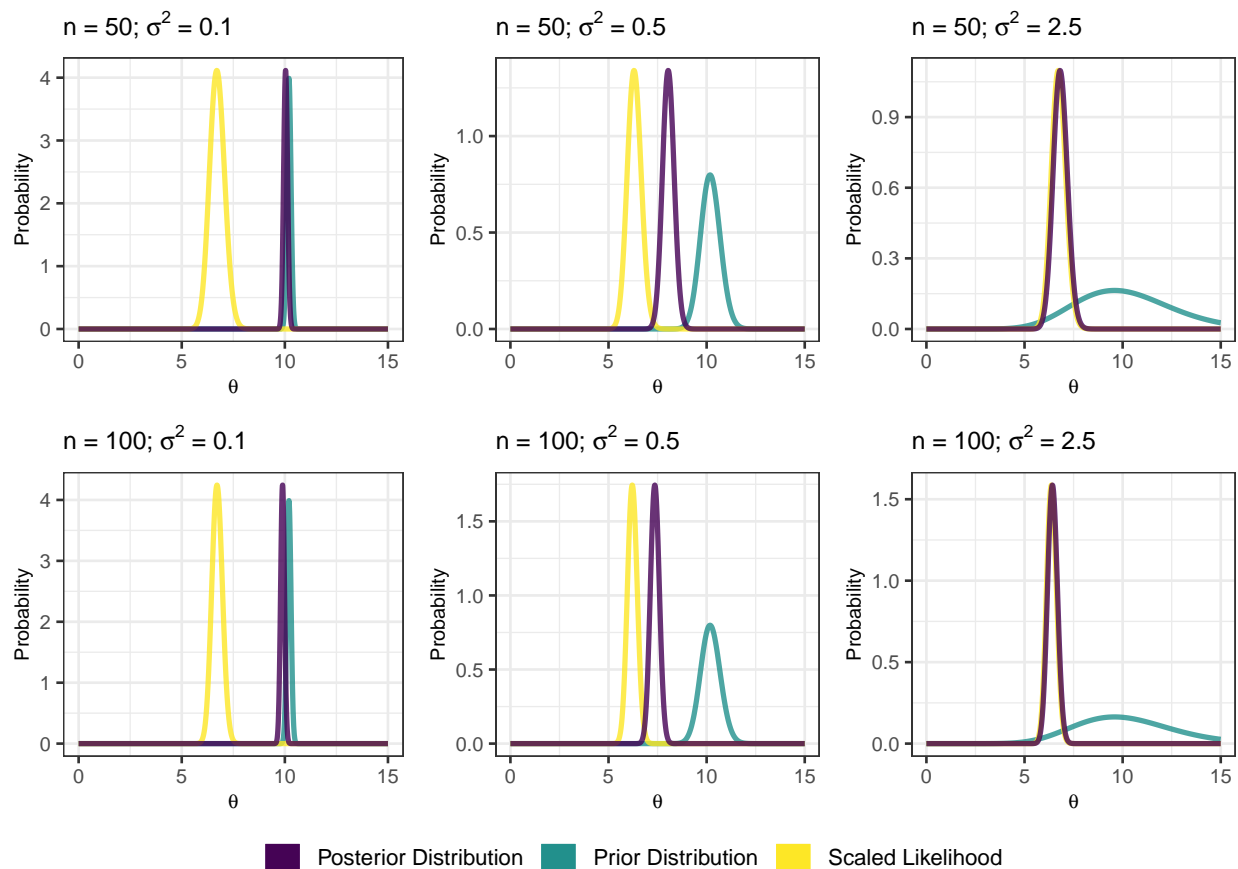 n = 50; σ² = 0.1
4
3
2
1
0
Probability
0 5 10 15
θ
n = 50; σ² = 0.5
1.0
0.5
0.0
Probability
0 5 10 15
θ
n = 50; σ² = 2.5
0.9
0.6
0.3
0.0
Probability
0 5 10 15
θ
n = 100; σ² = 0.1
4
3
2
1
0
Probability
0 5 10 15
θ
n = 100; σ² = 0.5
1.5
1.0
0.5
0.0
Probability
0 5 10 15
θ
n = 100; σ² = 2.5
1.5
1.0
0.5
0.0
Probability
0 5 10 15
θ
Posterior Distribution Prior Distribution Scaled Likelihood